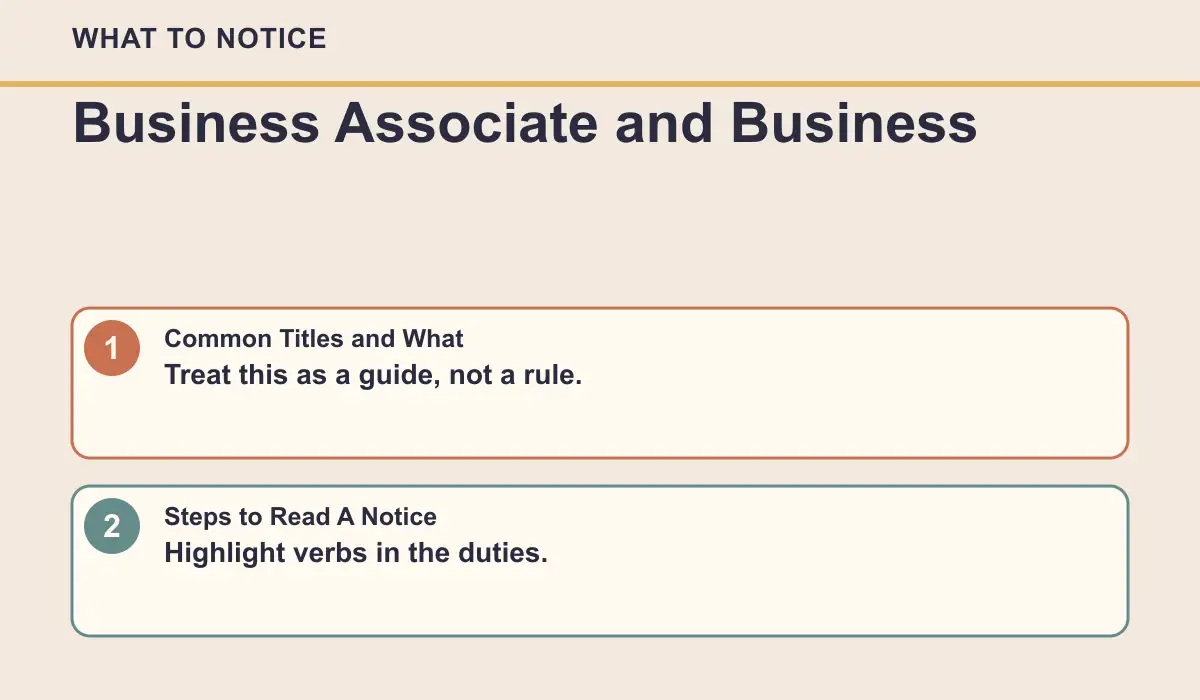 WHAT TO NOTICE
Business Associate and Business
1
Common Titles and What
Treat this as a guide, not a rule.
2
Steps to Read A Notice
Highlight verbs in the duties.